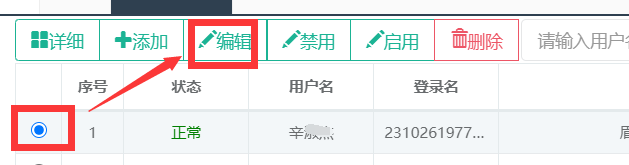 详细 添加 编辑 禁用 启用 删除 请输入用户名
序号 状态 用户名 登录名
1 正常 辛 2310261977...